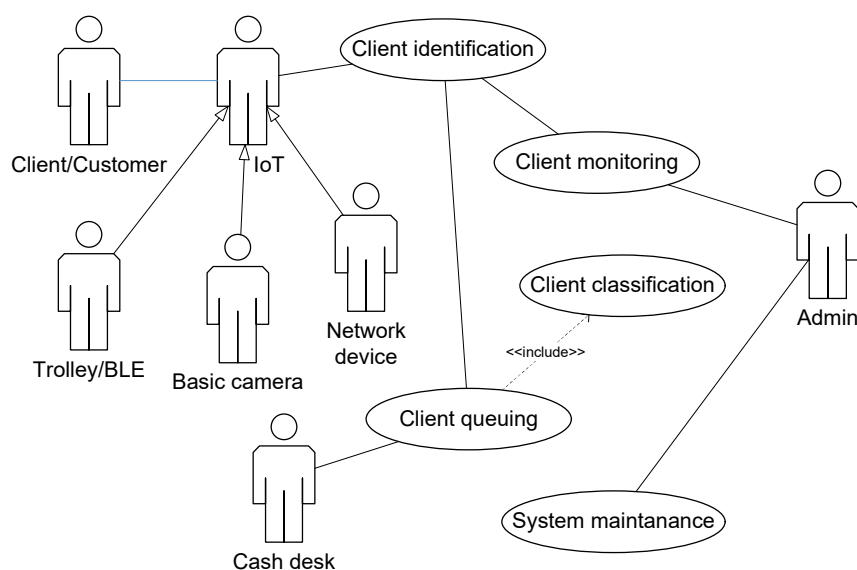 Client identification
Client/Customer
IoT
Client monitoring
Client classification
Admin
Network
device
<<include>>
Trolley/BLE
Basic camera
Client queuing
System maintanance
Cash desk